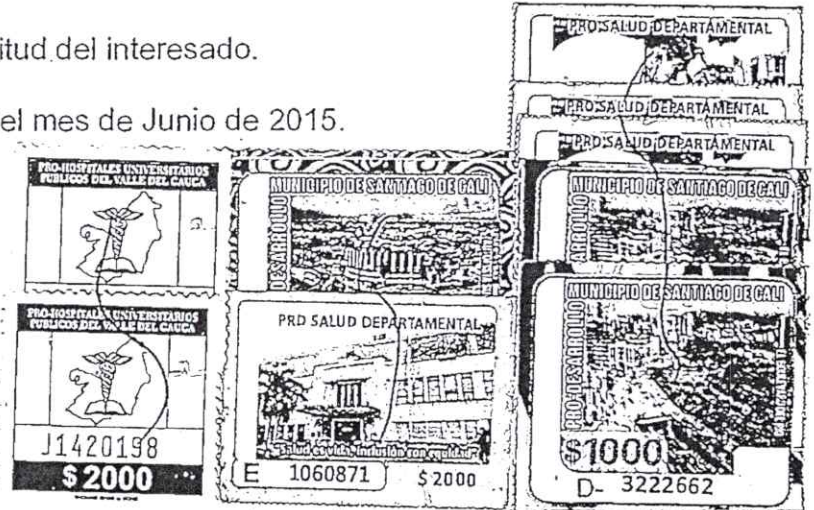 itud del interesado.
el mes de Junio de 2015.
PRO-HOSPITALES UNIVERSITARIOS
PUBLICOS DEL VALLE DEL CAUCA
PRO-HOSPITALES UNIVERSITARIOS
PUBLICOS DEL VALLE DEL CAUCA
J1420198
$ 2000
MUNICIPIO DE SANTIAGO DE CALI
PRO SALUD DEPARTAMENTAL
"Salud es vida, inclusión con equidad"
E 1060871 $ 2000
PRO SALUD DEPARTAMENTAL
PRO SALUD DEPARTAMENTAL
PRO SALUD DEPARTAMENTAL
MUNICIPIO DE SANTIAGO DE CALI
MUNICIPIO DE SANTIAGO DE CALI
PRO-DESARROLLO
$1000
D- 3222662